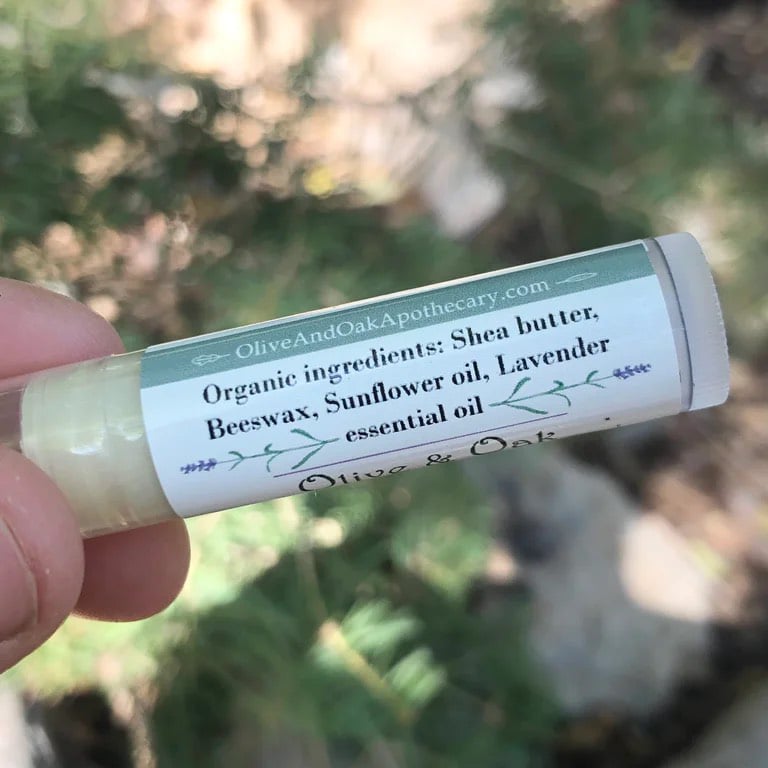 OliveAndOakApothecary.com
Organic ingredients: Shea butter,
Beeswax, Sunflower oil, Lavender
essential oil
Olive & Oak